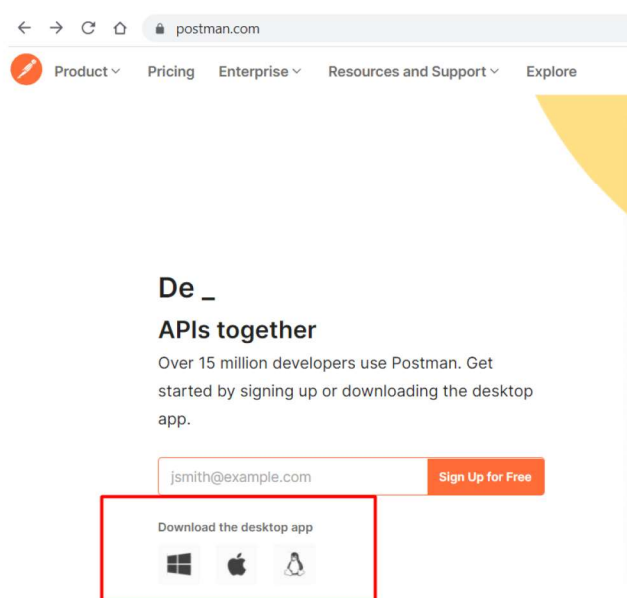 postman.com
Product Pricing Enterprise Resources and Support Explore
De _
APIs together
Over 15 million developers use Postman. Get
started by signing up or downloading the desktop
app.
jsmith@example.com Sign Up for Free
Download the desktop app